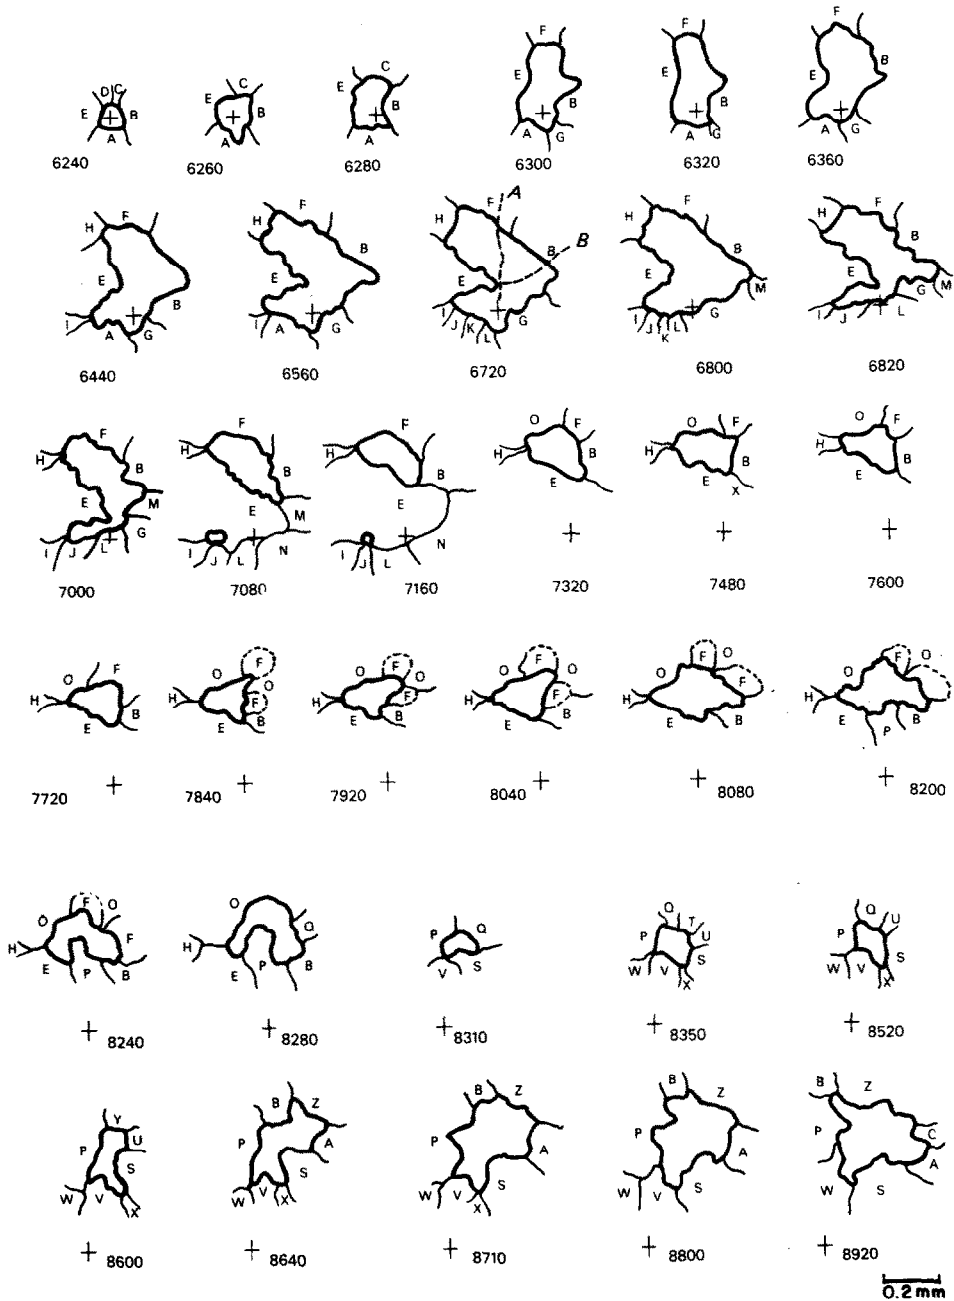 D C
E B
A
6240
C
E B
A
6260
C
E B
A
6280
F
E B
A G
6300
F
E B
A G
6320
F
E B
A G
6360
F
H
E B
I A G
6440
F
H
E B
I A G
6560
F A
H
E B B
I J K L G
6720
F
H
E B
M
I J K L G
6800
F
H B
E G M
I J L
6820
F
H B
E M
I J L G
7000
F
H B
E M
I J L N
7080
F
H B
E
I J L N
7160
O F
H B
E
7320
O F
H B
E X
7480
O F
H B
E
7600
O F
H B
E
7720
F
O O
H F
E B
7840
F
O O
H F
E B
7920
F
O O
H F
E B
8040
F O
O F
H
E B
8080
F O
O
H
E P B
8200
F O
O F
H
E P B
8240
O
H Q
E P B
8280
P Q
V S
8310
Q T
P U
S
W V X
8350
Q U
P S
W V X
8520
Y
P U
S
W V X
8600
B Z
P A
S
W V X
8640
B Z
P A
S
W V X
8710
B Z
P A
W V S
8800
B Z
P C
A
W S
8920
0.2 mm